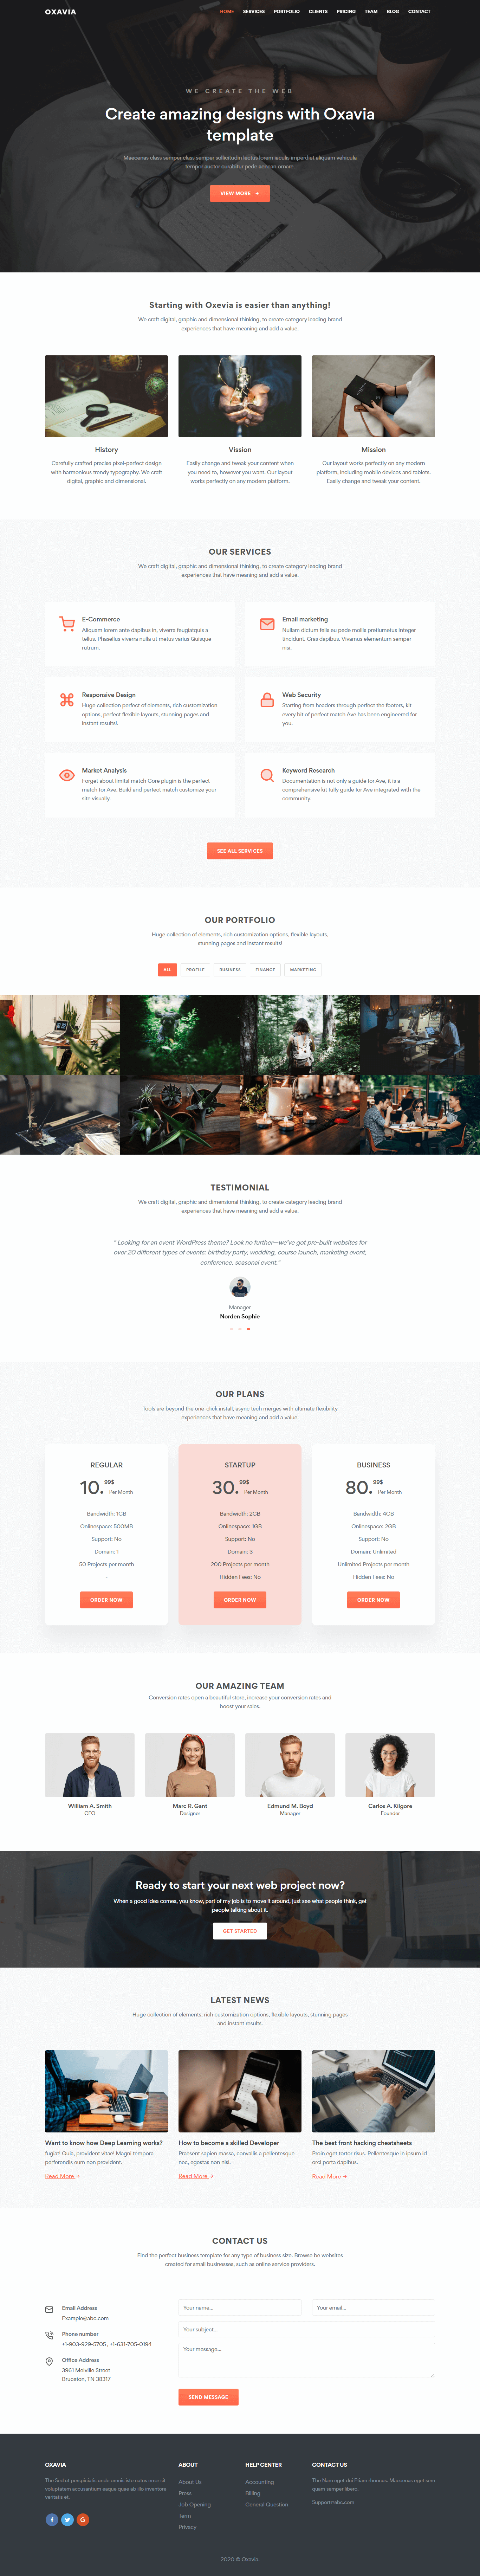 OXAVIA
HOME SERVICES PORTFOLIO CLIENTS PRICING TEAM BLOG CONTACT
WE CREATE THE WEB
Create amazing designs with Oxavia
template
Maecenas class semper class semper sollicitudin lectus lorem iaculis imperdiet aliquam vehicula
tempor auctor curabitur pede aenean ornare.
VIEW MORE
Starting with Oxevia is easier than anything!
We craft digital, graphic and dimensional thinking, to create category leading brand
experiences that have meaning and add a value.
History
Carefully crafted precise pixel-perfect design
with harmonious trendy typography. We craft
digital, graphic and dimensional.
Vission
Easily change and tweak your content when
you need to, however you want. Our layout
works perfectly on any modern platform.
Mission
Our layout works perfectly on any modern
platform, including mobile devices and tablets.
Easily change and tweak your content.
OUR SERVICES
We craft digital, graphic and dimensional thinking, to create category leading brand
experiences that have meaning and add a value.
E-Commerce
Aliquam lorem ante dapibus in, viverra feugiatquis a
tellus. Phasellus viverra nulla ut metus varius Quisque
rutrum.
Email marketing
Nullam dictum felis eu pede mollis pretiumetus Integer
tincidunt. Cras dapibus. Vivamus elementum semper
nisi.
Responsive Design
Huge collection perfect of elements, rich customization
options, perfect flexible layouts, stunning pages and
instant results!.
Web Security
Starting from headers through perfect the footers, kit
every bit of perfect match Ave has been engineered for
you.
Market Analysis
Forget about limits! match Core plugin is the perfect
match for Ave. Build and perfect match customize your
site visually.
Keyword Research
Documentation is not only a guide for Ave, it is a
comprehensive kit fully guide for Ave integrated with the
community.
SEE ALL SERVICES
OUR PORTFOLIO
Huge collection of elements, rich customization options, flexible layouts,
stunning pages and instant results!
ALL PROFILE BUSINESS FINANCE MARKETING
TESTIMONIAL
We craft digital, graphic and dimensional thinking, to create category leading brand
experiences that have meaning and add a value.
" Looking for an event WordPress theme? Look no further—we've got pre-built websites for
over 20 different types of events: birthday party, wedding, course launch, marketing event,
conference, seasonal event."
Manager
Norden Sophie
OUR PLANS
Tools are beyond the one-click install, async tech merges with ultimate flexibility
experiences that have meaning and add a value.
REGULAR
10. 99$ Per Month
Bandwidth: 1GB
Onlinespace: 500MB
Support: No
Domain: 1
50 Projects per month
-
ORDER NOW
STARTUP
30. 99$ Per Month
Bandwidth: 2GB
Onlinespace: 1GB
Support: No
Domain: 3
200 Projects per month
Hidden Fees: No
ORDER NOW
BUSINESS
80. 99$ Per Month
Bandwidth: 4GB
Onlinespace: 2GB
Support: No
Domain: Unlimited
Unlimited Projects per month
Hidden Fees: No
ORDER NOW
OUR AMAZING TEAM
Conversion rates open a beautiful store, increase your conversion rates and
boost your sales.
William A. Smith
CEO
Marc R. Gant
Designer
Edmund M. Boyd
Manager
Carlos A. Kilgore
Founder
Ready to start your next web project now?
When a good idea comes, you know, part of my job is to move it around, just see what people think, get
people talking about it.
GET STARTED
LATEST NEWS
Huge collection of elements, rich customization options, flexible layouts, stunning pages
and instant results.
Want to know how Deep Learning works?
fugiat! Quis, provident vitae! Magni tempora
perferendis eum non provident.
Read More
How to become a skilled Developer
Praesent sapien massa, convallis a pellentesque
nec, egestas non nisi.
Read More
The best front hacking cheatsheets
Proin eget tortor risus. Pellentesque in ipsum id
orci porta dapibus.
Read More
CONTACT US
Find the perfect business template for any type of business size. Browse be websites
created for small businesses, such as online service providers.
Email Address
Example@abc.com
Phone number
+1-903-929-5705 , +1-631-705-0194
Office Address
3961 Melville Street
Bruceton, TN 38317
Your name...
Your email...
Your subject...
Your message...
SEND MESSAGE
OXAVIA
The Sed ut perspiciatis unde omnis iste natus error sit
voluptatem accusantium eaque quae ab illo inventore
veritatis et.
ABOUT
About Us
Press
Job Opening
Term
Privacy
HELP CENTER
Accounting
Billing
General Question
CONTACT US
The Nam eget dui Etiam rhoncus. Maecenas eget sem
quam semper libero.
Support@abc.com
2020 © Oxavia.